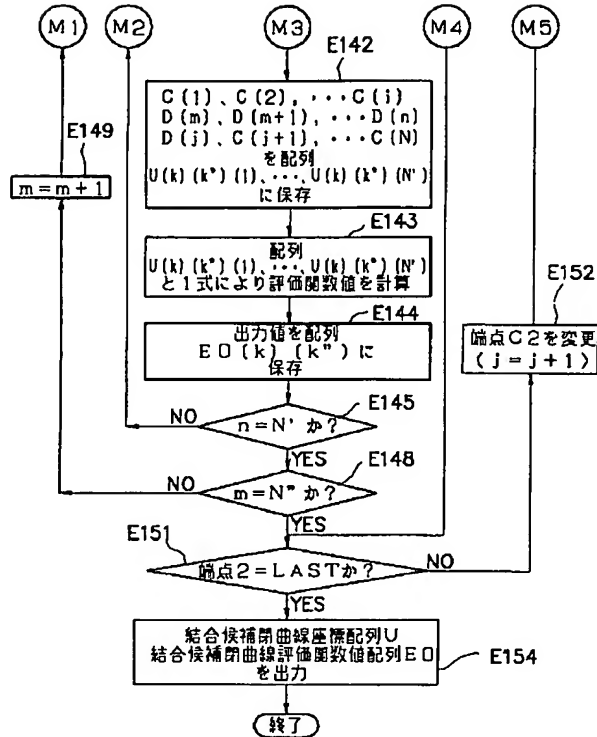 M1
M2
M3
M4
M5
E142
C(1)、C(2)，・・・C(i)
D(m)、D(m+1)，・・・D(n)
D(j)、C(j+1)，・・・C(N)
を配列
U(k)(k")(1)、・・・、U(k)(k")(N')
に保存
E149
m=m+1
E143
配列
U(k)(k")(1)、・・・、U(k)(k")(N')
と1式により評価関数値を計算
E152
端点C2を変更
(j=j+1)
E144
出力値を配列
EO(k)(k")に
保存
E145
n=N'か？
NO
YES
E148
m=N"か？
NO
YES
E151
端点2=LASTか？
NO
YES
結合候補閉曲線座標配列U
結合候補閉曲線評価関数値配列EO
を出力
E154
終了